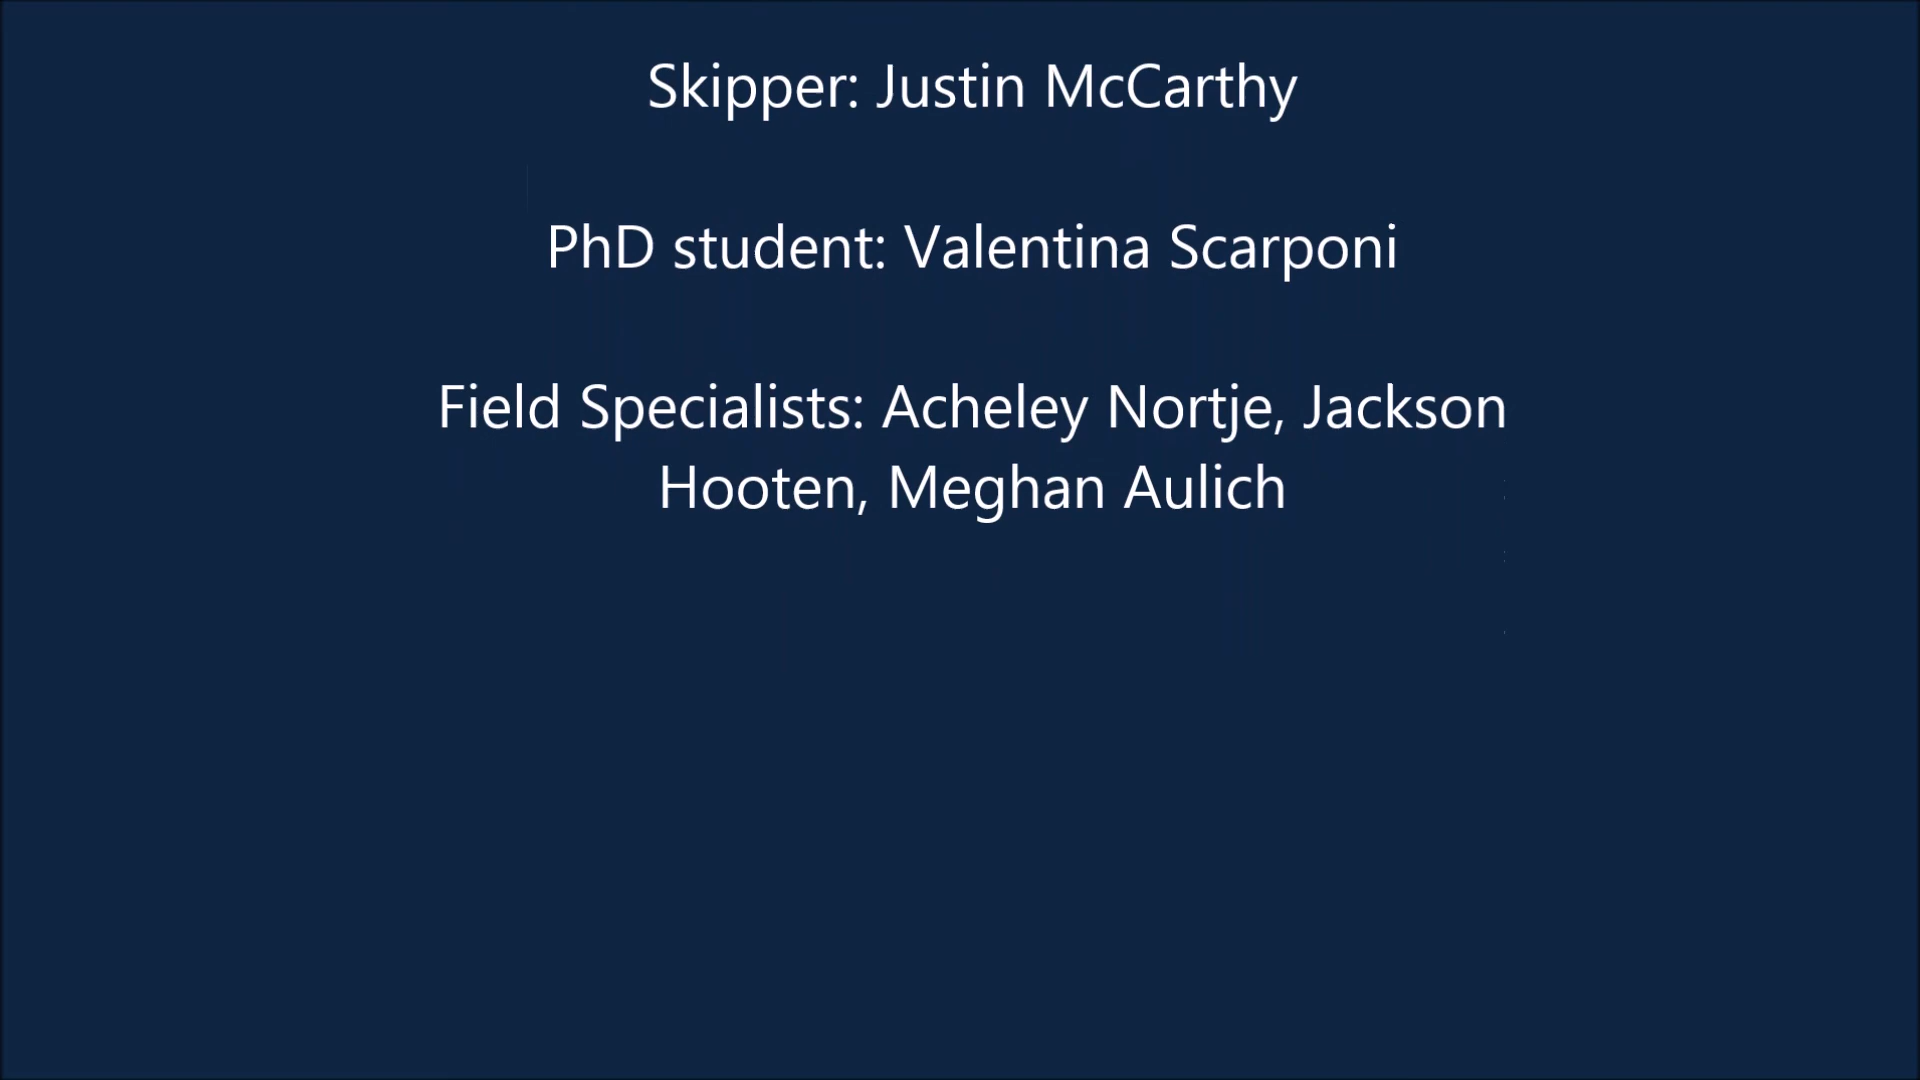 Skipper: Justin McCarthy
PhD student: Valentina Scarponi
Field Specialists: Acheley Nortje, Jackson
Hooten, Meghan Aulich